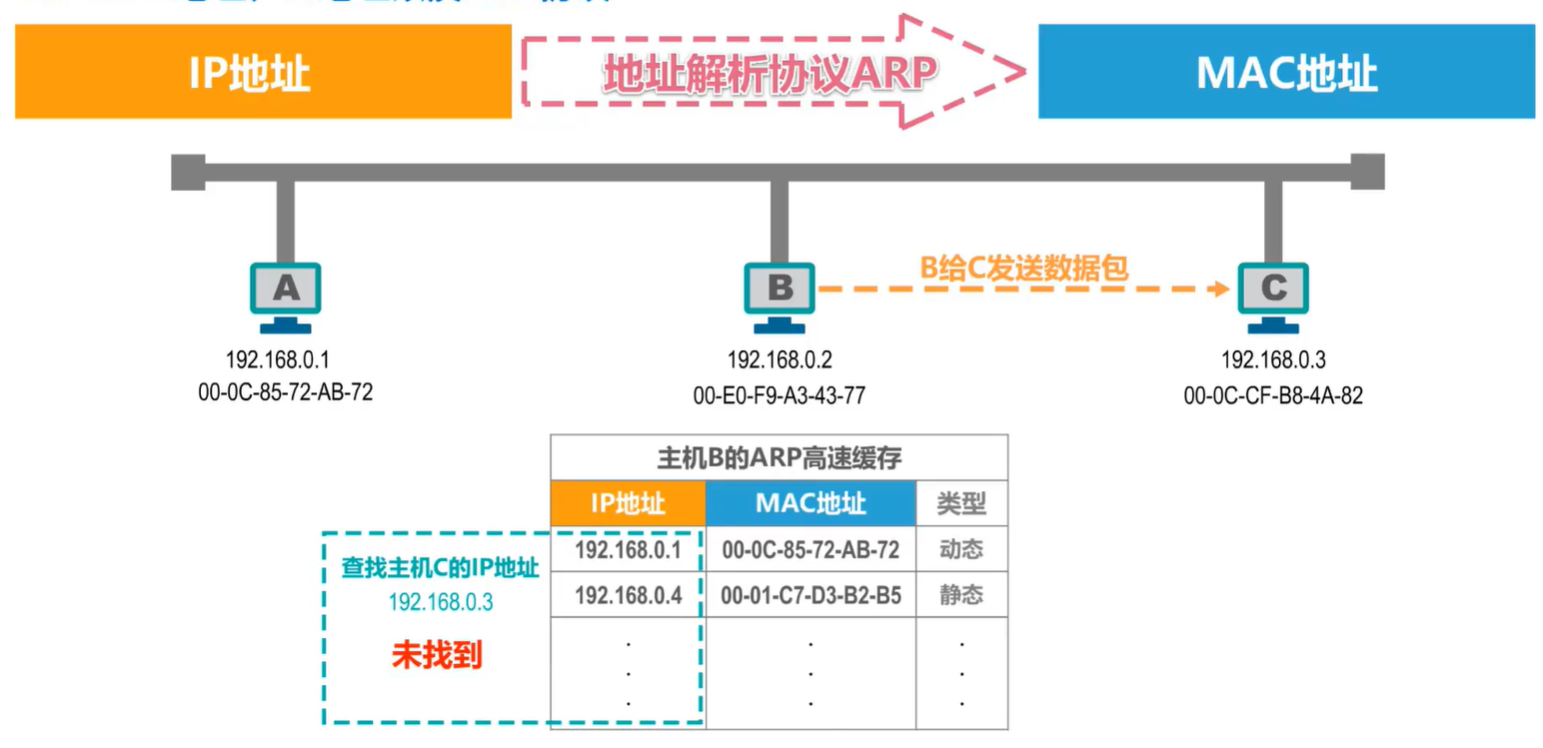 IP地址
地址解析协议ARP
MAC地址
B给C发送数据包
A
B
C
192.168.0.1
00-0C-85-72-AB-72
192.168.0.2
00-E0-F9-A3-43-77
192.168.0.3
00-0C-CF-B8-4A-82
主机B的ARP高速缓存
IP地址 MAC地址 类型
192.168.0.1 00-0C-85-72-AB-72 动态
192.168.0.4 00-01-C7-D3-B2-B5 静态
. . .
. . .
. . .
查找主机C的IP地址
192.168.0.3
未找到